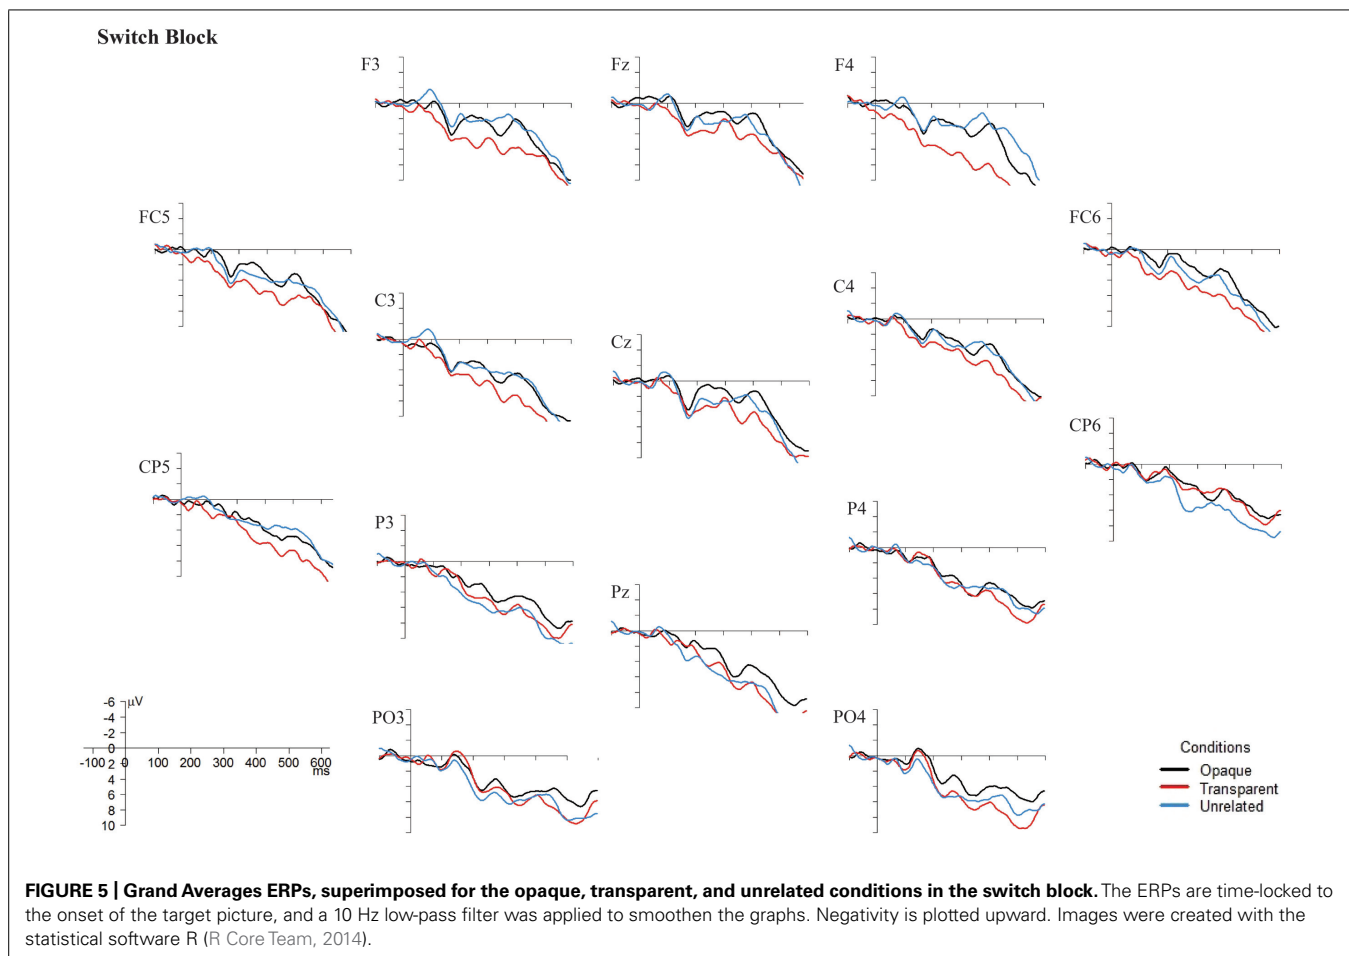 Switch Block
F3
Fz
F4
FC5
FC6
C3
C4
Cz
CP5
CP6
P3
P4
Pz
PO3
PO4
-6 μV
-4
-2
0
-100 0 100 200 300 400 500 600
ms
2
4
6
8
10
Conditions
Opaque
Transparent
Unrelated
FIGURE 5 | Grand Averages ERPs, superimposed for the opaque, transparent, and unrelated conditions in the switch block. The ERPs are time-locked to
the onset of the target picture, and a 10 Hz low-pass filter was applied to smoothen the graphs. Negativity is plotted upward. Images were created with the
statistical software R (R Core Team, 2014).